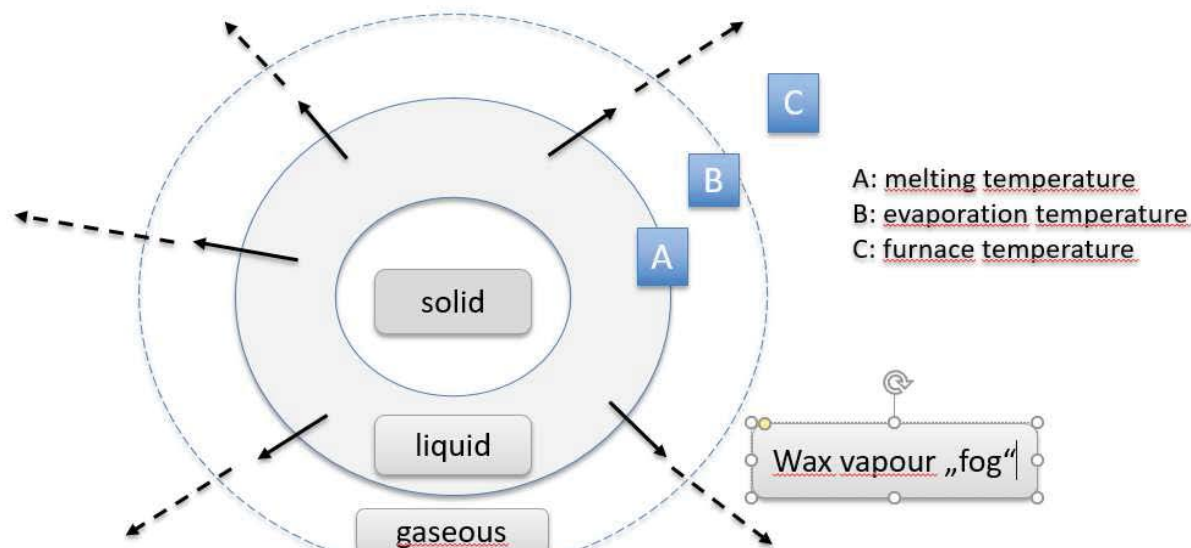 C
B
A
A: melting temperature
B: evaporation temperature
C: furnace temperature
solid
liquid
Wax vapour „fog“
gaseous